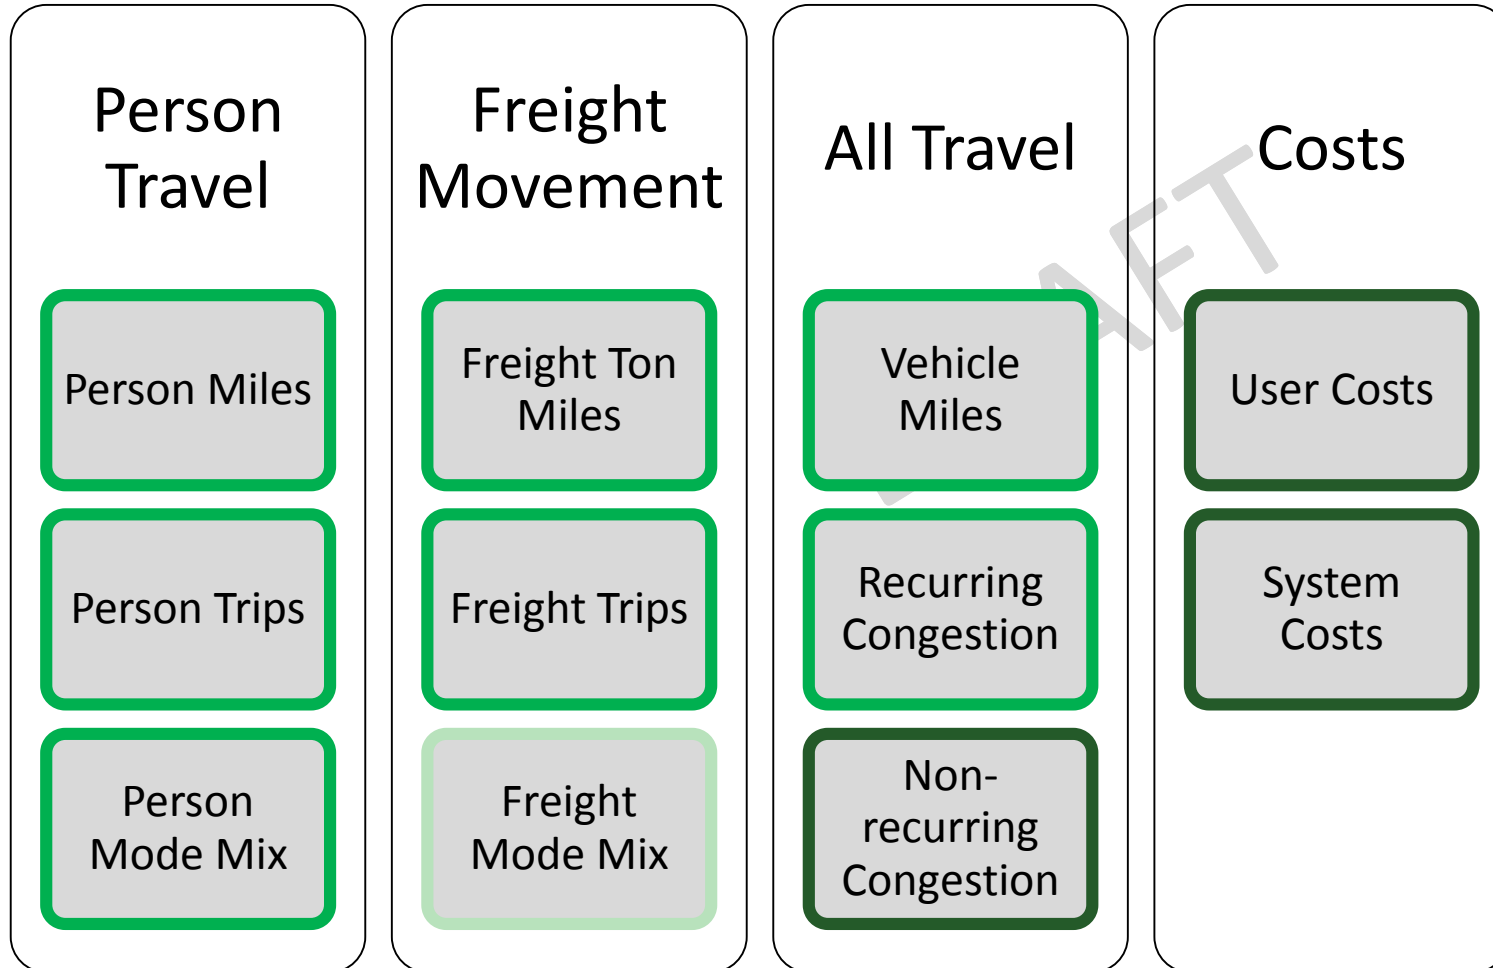 Person
Travel
Person Miles
Person Trips
Person
Mode Mix
Freight
Movement
Freight Ton
Miles
Freight Trips
Freight
Mode Mix
All Travel
Vehicle
Miles
Recurring
Congestion
Non-
recurring
Congestion
Costs
User Costs
System
Costs